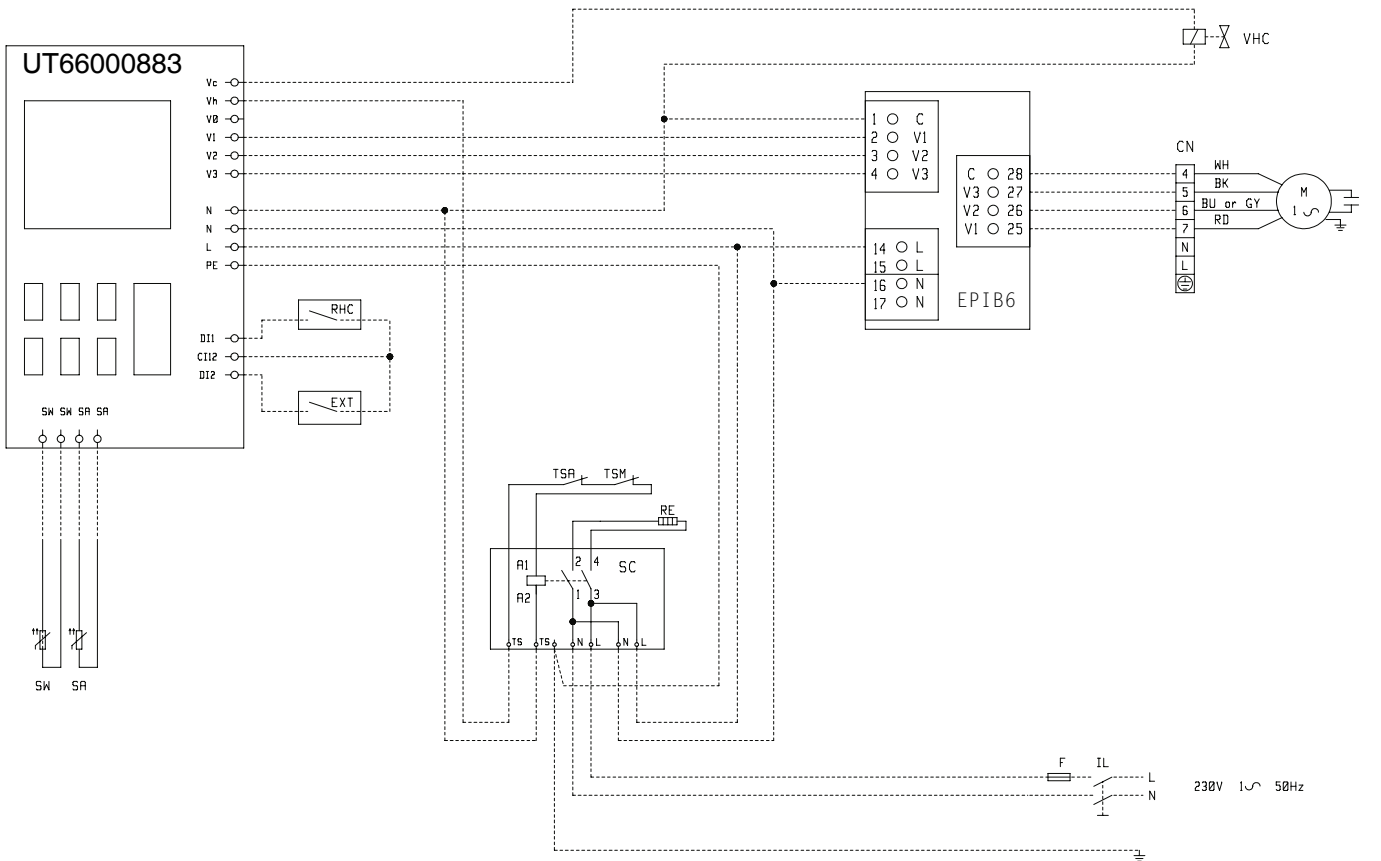 VHC
UT66000883
Vc
Vh
V0
V1
V2
V3
N
N
L
PE
DI1
CI12
DI2
SW SW SA SA
RHC
EXT
1 C
2 V1
3 V2
4 V3
C 28
V3 27
V2 26
V1 25
14 L
15 L
16 N
17 N
EPIB6
CN
4 WH
5 BK
6 BU or GY
7 RD
N
L
M
1
TSA TSM
RE
A1 2 4 SC
A2 1 3
TS TS N L N L
SW SA
F IL
L
N
230V 1 50Hz